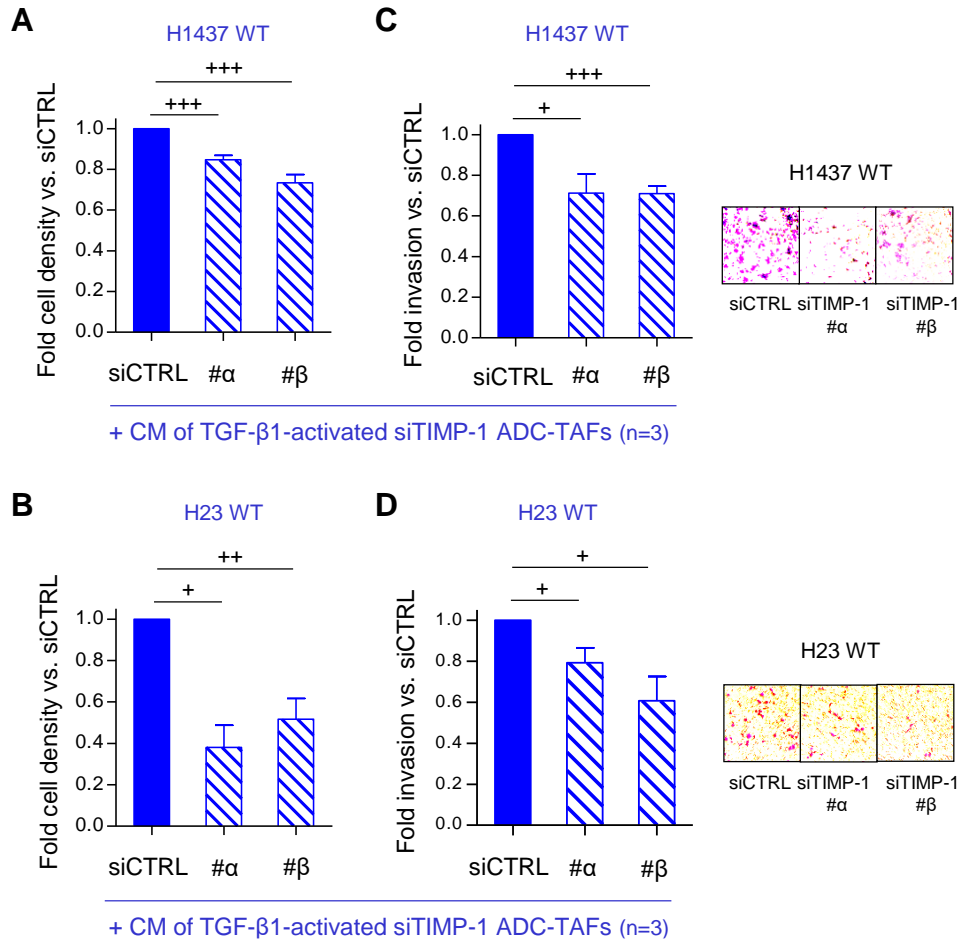 A
H1437 WT
+++
+++
Fold cell density vs. siCTRL
1.0
0.8
0.6
0.4
0.2
0.0
siCTRL #α #β
C
H1437 WT
+++
+
Fold invasion vs. siCTRL
1.0
0.8
0.6
0.4
0.2
0.0
siCTRL #α #β
H1437 WT
siCTRL siTIMP-1 siTIMP-1
#α #β
+ CM of TGF-β1-activated siTIMP-1 ADC-TAFs (n=3)
B
H23 WT
++
+
Fold cell density vs. siCTRL
1.0
0.8
0.6
0.4
0.2
0.0
siCTRL #α #β
D
H23 WT
+
+
Fold invasion vs. siCTRL
1.0
0.8
0.6
0.4
0.2
0.0
siCTRL #α #β
H23 WT
siCTRL siTIMP-1 siTIMP-1
#α #β
+ CM of TGF-β1-activated siTIMP-1 ADC-TAFs (n=3)